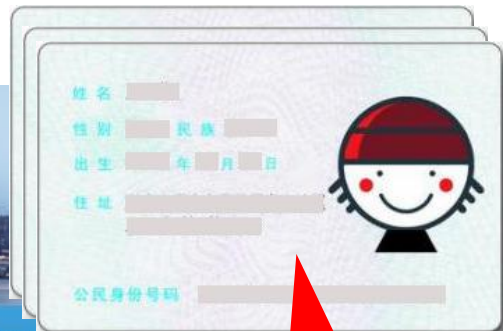 姓名
性别 民族
出生 年 月 日
住址
公民身份号码